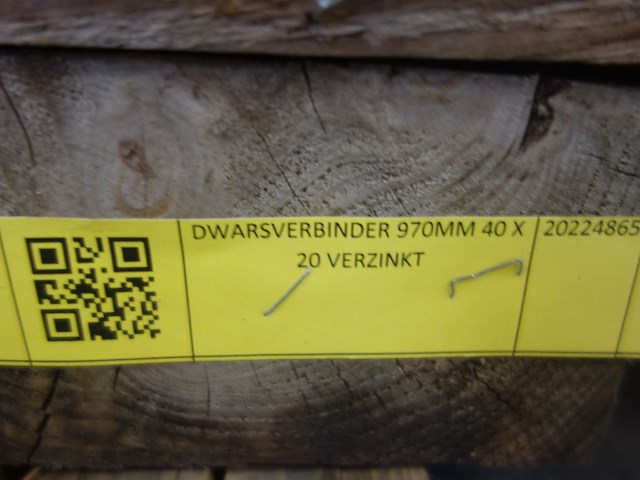 DWARSVERBINDER 970MM 40 X
20 VERZINKT
20224865